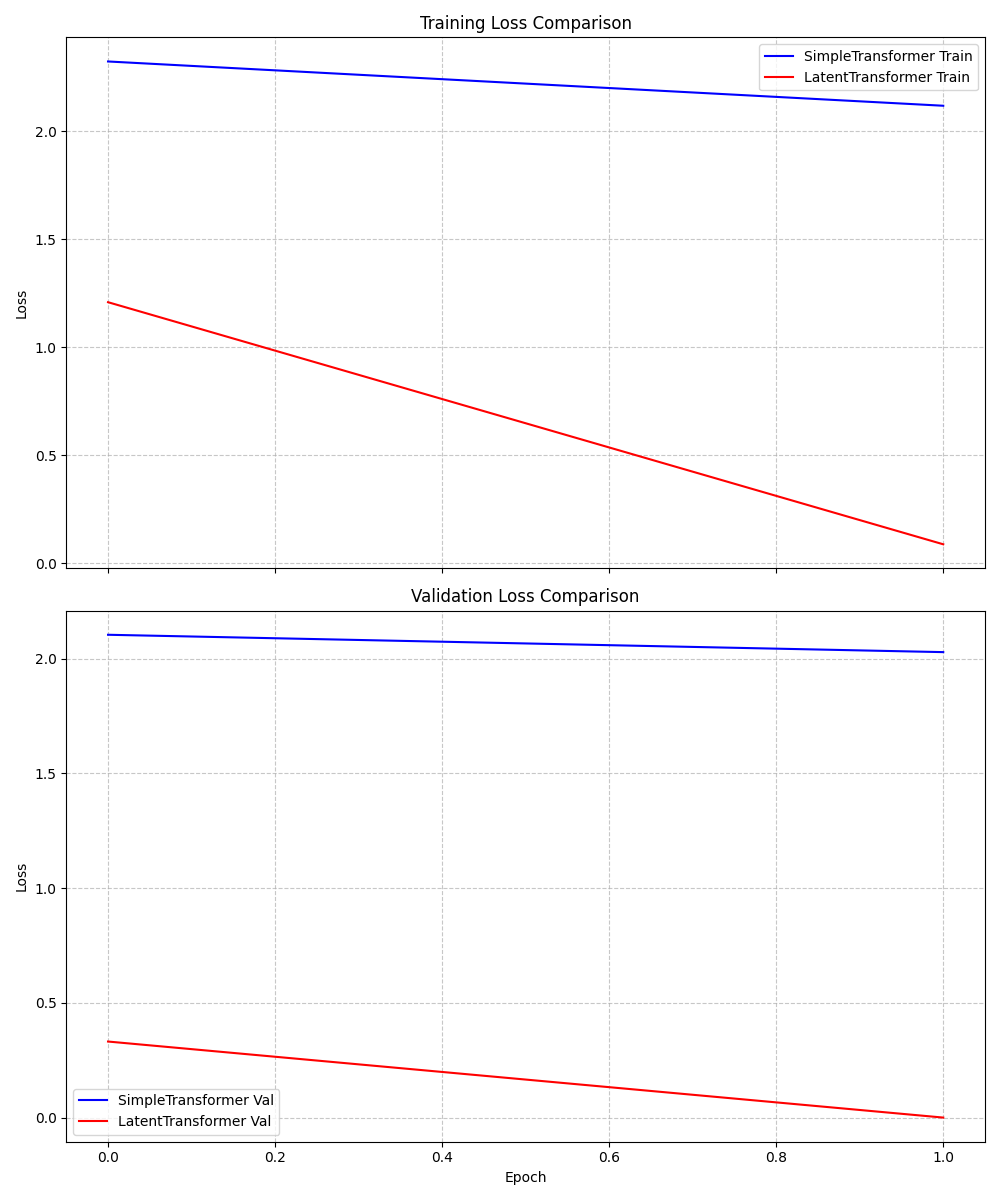 Training Loss Comparison
SimpleTransformer Train
LatentTransformer Train
2.0
1.5
1.0
0.5
0.0
Loss
Validation Loss Comparison
2.0
1.5
1.0
0.5
0.0
Loss
SimpleTransformer Val
LatentTransformer Val
0.0 0.2 0.4 0.6 0.8 1.0
Epoch